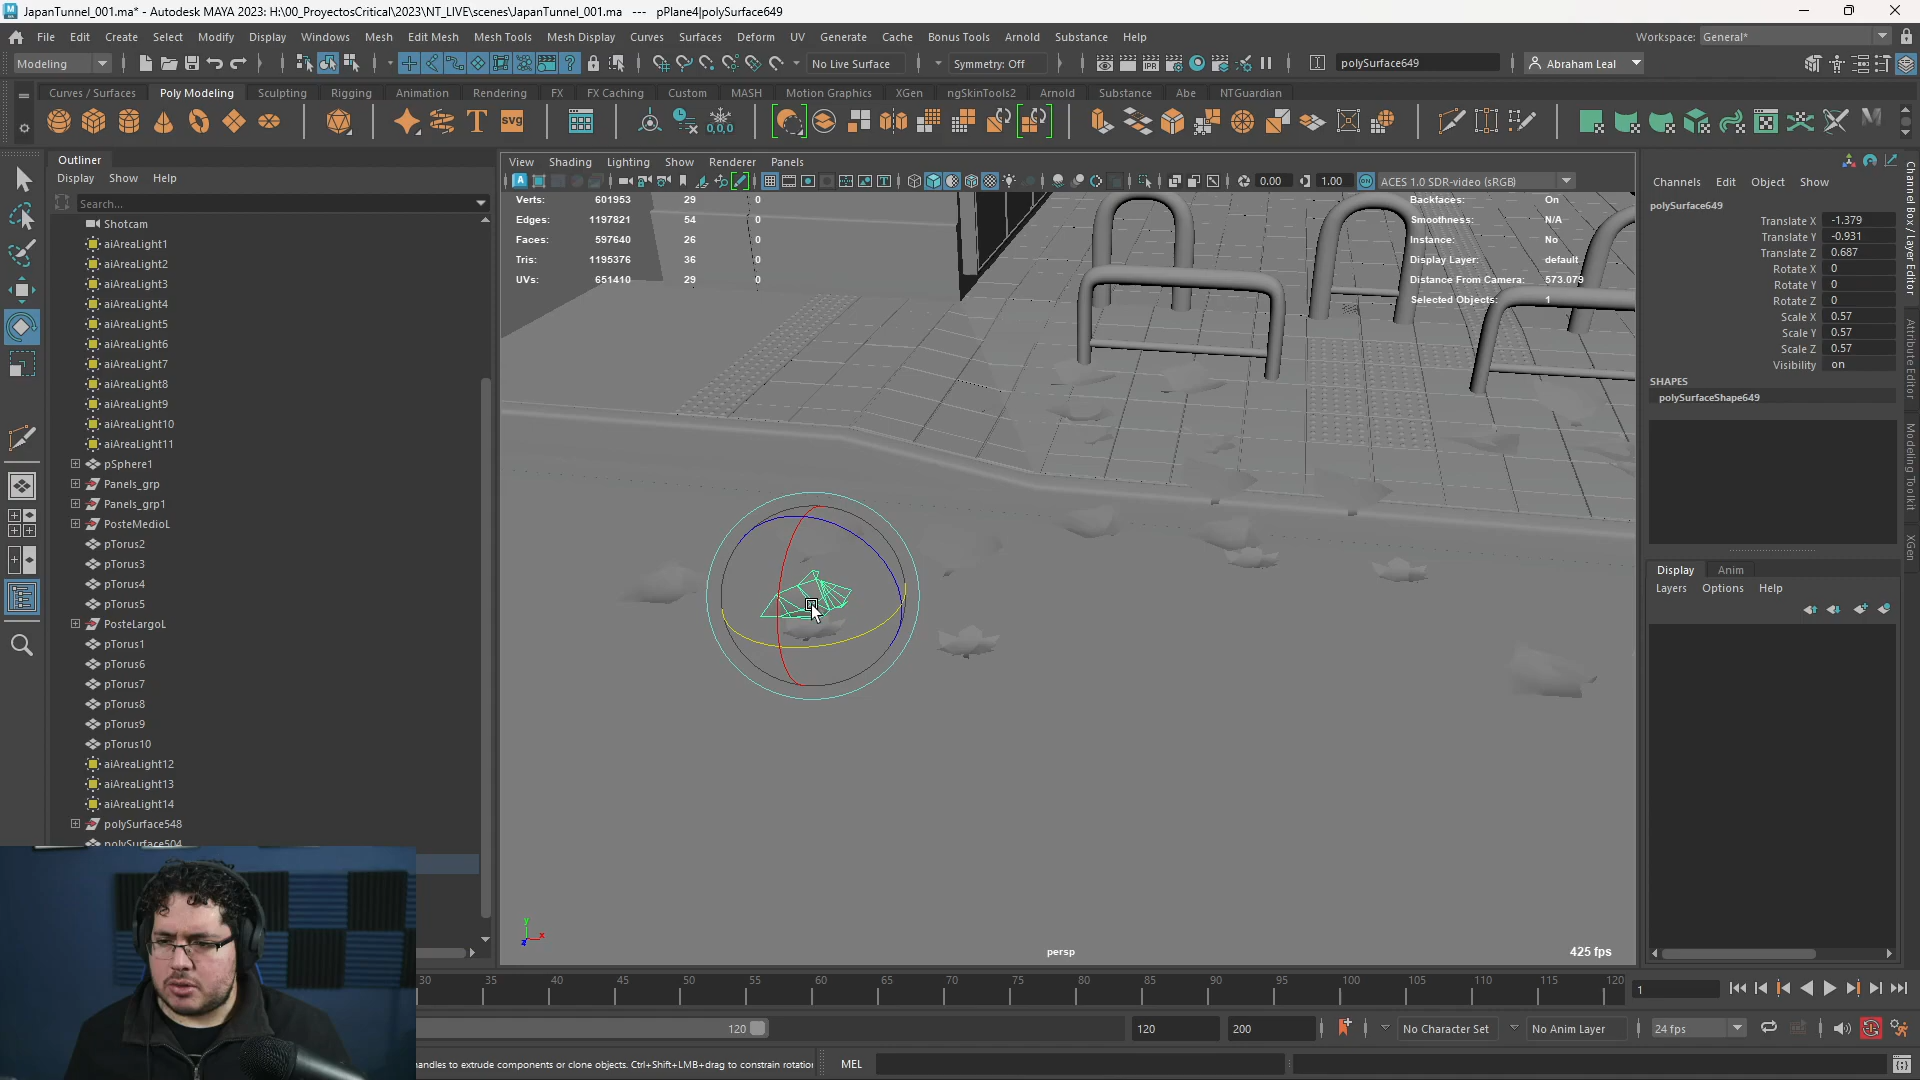 JapanTunnel_001.ma* - Autodesk MAYA 2023: H:\00_ProyectosCritical\2023\NT_LIVE\scenes\JapanTunnel_001.ma --- pPlane4|polySurface649
File Edit Create Select Modify Display Windows Mesh Edit Mesh Mesh Tools Mesh Display Curves Surfaces Deform UV Generate Cache Bonus Tools Arnold Substance Help
Workspace: General*
Modeling No Live Surface Symmetry: Off polySurface649 Abraham Leal
Curves / Surfaces Poly Modeling Sculpting Rigging Animation Rendering FX FX Caching Custom MASH Motion Graphics XGen ngSkinTools2 Arnold Substance Abe NTGuardian
T SVG 0,0,0
Outliner
Display Show Help
Search...
Shotcam
aiAreaLight1
aiAreaLight2
aiAreaLight3
aiAreaLight4
aiAreaLight5
aiAreaLight6
aiAreaLight7
aiAreaLight8
aiAreaLight9
aiAreaLight10
aiAreaLight11
pSphere1
Panels_grp
Panels_grp1
PosteMedioL
pTorus2
pTorus3
pTorus4
pTorus5
PosteLargoL
pTorus1
pTorus6
pTorus7
pTorus8
pTorus9
pTorus10
aiAreaLight12
aiAreaLight13
aiAreaLight14
polySurface548
polySurface504
View Shading Lighting Show Renderer Panels
0.00 1.00 ACES 1.0 SDR-video (sRGB)
Verts: 601953 29 0
Edges: 1197821 54 0
Faces: 597640 26 0
Tris: 1195376 36 0
UVs: 651410 29 0
Backfaces: On
Smoothness: N/A
Instance: No
Display Layer: default
Distance From Camera: 573.079
Selected Objects: 1
y
x
z
persp
425 fps
Channels Edit Object Show
polySurface649
Translate X -1.379
Translate Y -0.931
Translate Z 0.687
Rotate X 0
Rotate Y 0
Rotate Z 0
Scale X 0.57
Scale Y 0.57
Scale Z 0.57
Visibility on
SHAPES
polySurfaceShape649
Display Anim
Layers Options Help
Channel Box / Layer Editor
Attribute Editor
Modeling Toolkit
XGen
30 35 40 45 50 55 60 65 70 75 80 85 90 95 100 105 110 115 120
1
120 120 200 No Character Set No Anim Layer 24 fps
andles to extrude components or clone objects. Ctrl+Shift+LMB+drag to constrain rotatio MEL